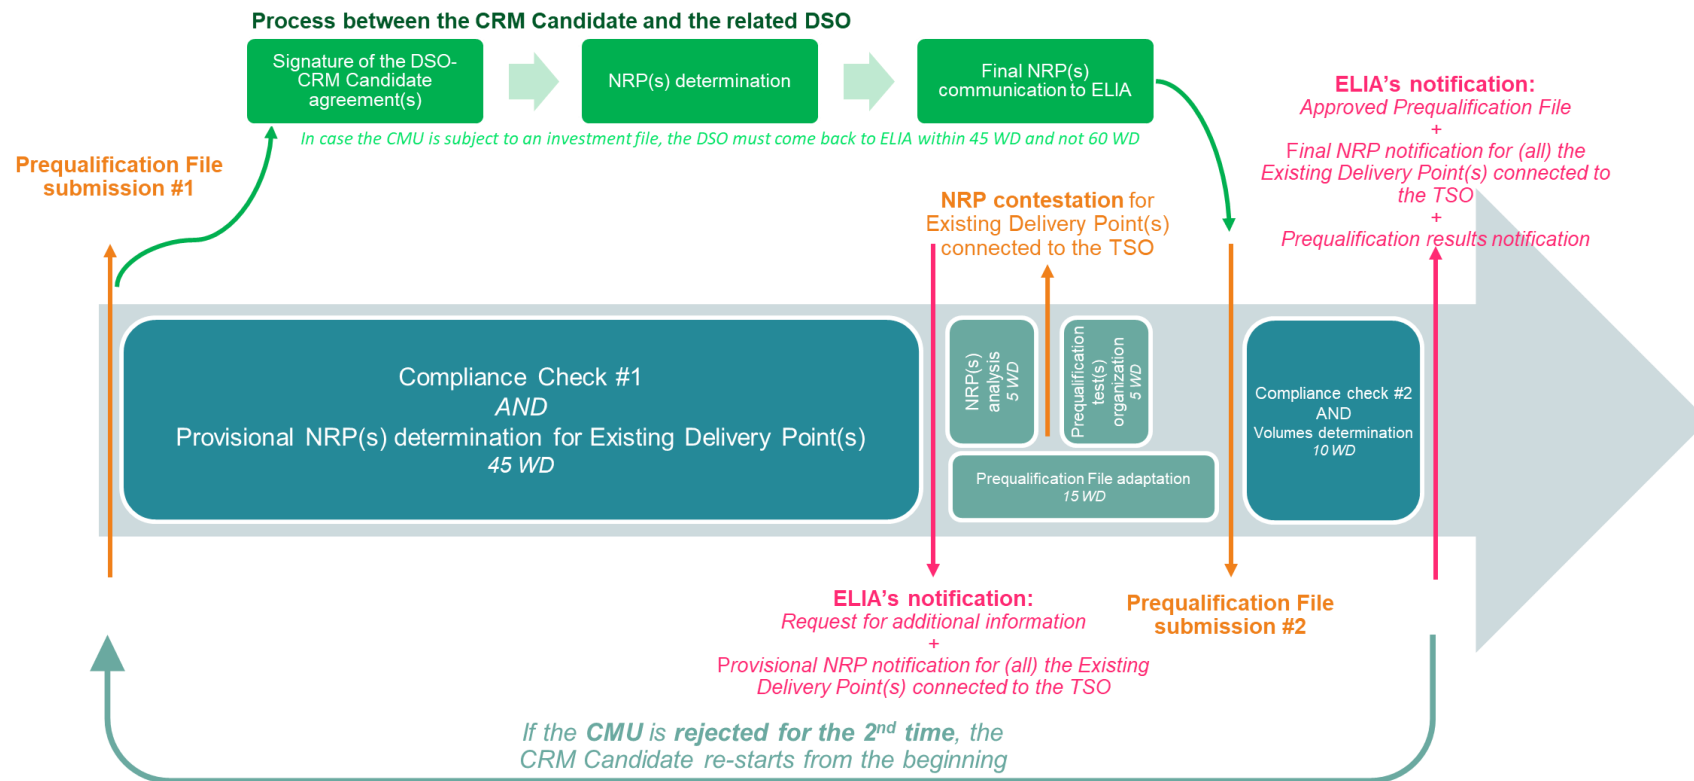 Process between the CRM Candidate and the related DSO
Signature of the DSO-
CRM Candidate
agreement(s)
NRP(s) determination
Final NRP(s)
communication to ELIA
In case the CMU is subject to an investment file, the DSO must come back to ELIA within 45 WD and not 60 WD
Prequalification File
submission #1
ELIA's notification:
Approved Prequalification File
+
Final NRP notification for (all) the
Existing Delivery Point(s) connected to
the TSO
+
Prequalification results notification
NRP contestation for
Existing Delivery Point(s)
connected to the TSO
Compliance Check #1
AND
Provisional NRP(s) determination for Existing Delivery Point(s)
45 WD
NRP(s)
analysis
5 WD
Prequalification
test(s)
organization
5 WD
Prequalification File adaptation
15 WD
Compliance check #2
AND
Volumes determination
10 WD
ELIA's notification:
Request for additional information
+
Provisional NRP notification for (all) the Existing
Delivery Point(s) connected to the TSO
Prequalification File
submission #2
If the CMU is rejected for the 2nd time, the
CRM Candidate re-starts from the beginning